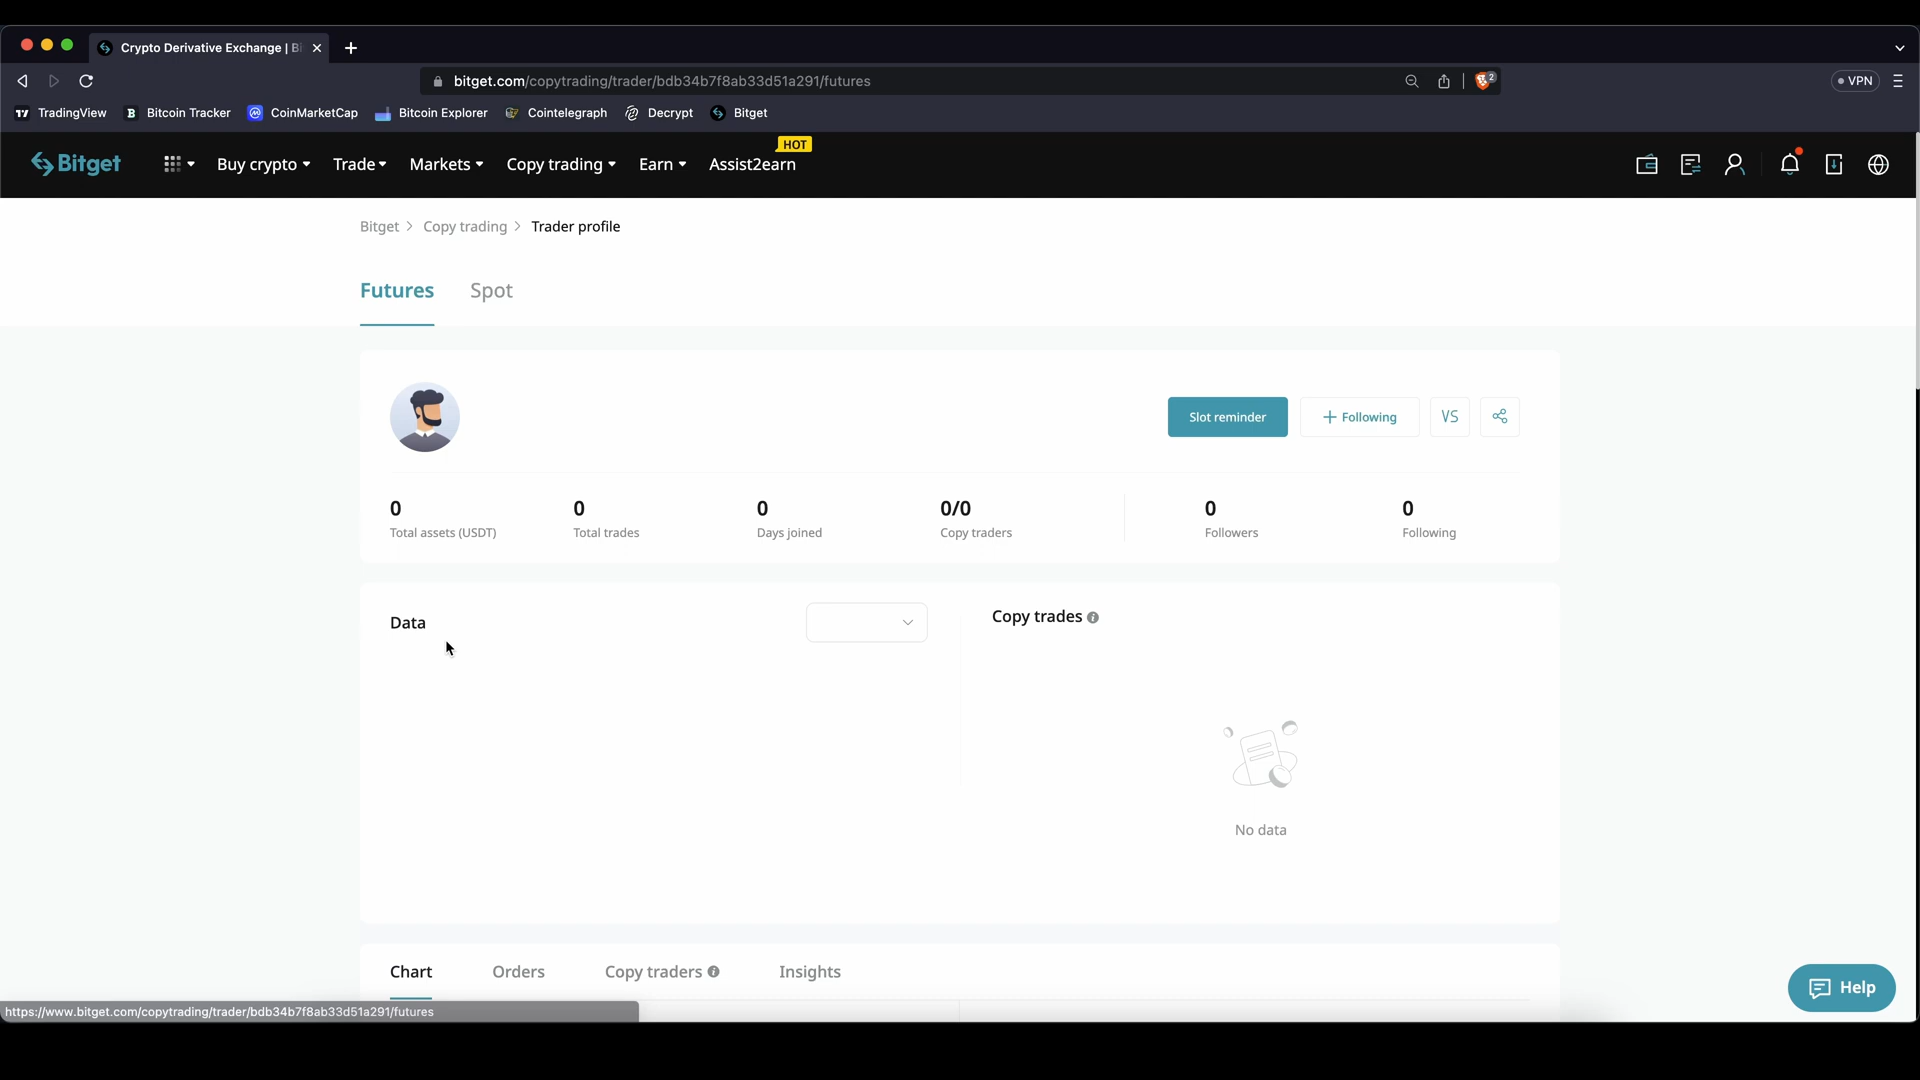 Crypto Derivative Exchange | Bi
bitget.com/copytrading/trader/bdb34b7f8ab33d51a291/futures
2
VPN
TradingView
Bitcoin Tracker
CoinMarketCap
Bitcoin Explorer
Cointelegraph
Decrypt
Bitget
Bitget
Buy crypto
Trade
Markets
Copy trading
Earn
Assist2earn
HOT
Bitget > Copy trading > Trader profile
Futures
Spot
Slot reminder
+ Following
VS
0
Total assets (USDT)
0
Total trades
0
Days joined
0/0
Copy traders
0
Followers
0
Following
Data
Copy trades
No data
Chart
Orders
Copy traders
Insights
Help
https://www.bitget.com/copytrading/trader/bdb34b7f8ab33d51a291/futures